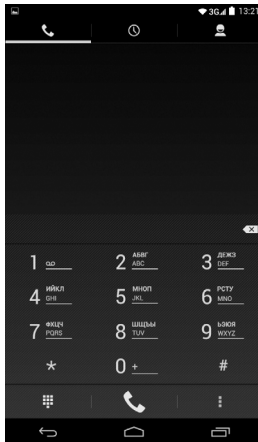 3G 13:21
1
2 АБВГ ABC
3 ДЕЖЗ DEF
4 ИЙКЛ GHI
5 МНОП JKL
6 РСТУ MNO
7 ФХЦЧ PQRS
8 ШЩЪЫ TUV
9 ЬЭЮЯ WXYZ
*
0 +
#